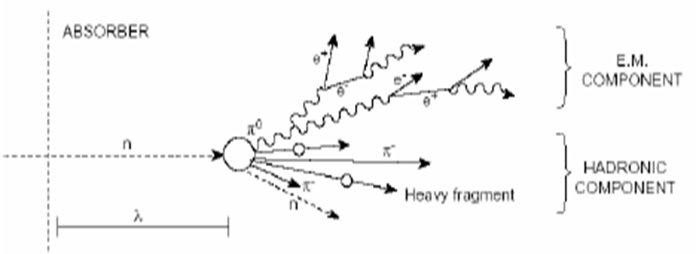 ABSORBER
e⁺
e⁻
e⁻
e⁺
E.M.
COMPONENT
π⁰
n
π⁻
π⁻
n
Heavy fragment
HADRONIC
COMPONENT
λ